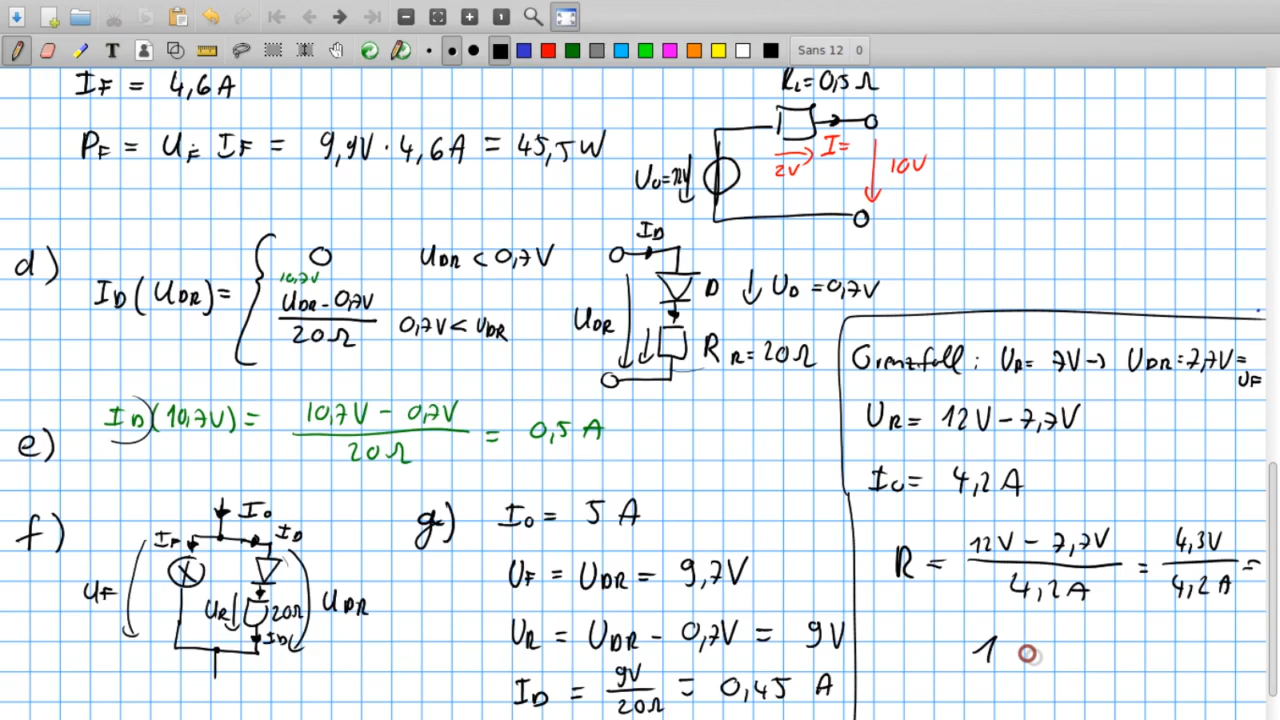 Sans 12 0
I_F = 4,6A
P_F = U_F I_F = 9,9V · 4,6A = 45,5W
R_L=0,5Ω
I=
2V
10V
U_0=12V
d)
I_D(U_DR)= { 0 U_DR < 0,7V
10,7V
U_DR - 0,7V / 20Ω 0,7V < U_DR
I_D
D U_D = 0,7V
U_DR
R R = 20Ω
I_D(10,7V) = 10,7V - 0,7V / 20Ω = 0,5 A
e)
f)
I_0
I_F I_D
U_F U_R 20Ω U_DR
I_D
g) I_0 = 5 A
U_F = U_DR = 9,7V
U_R = U_DR - 0,7V = 9V
I_D = 9V / 20Ω = 0,45 A
Grenzfall: U_R = 7V → U_DR = 7,7V = U_F
U_R = 12V - 7,7V
I_0 = 4,2 A
R = 12V - 7,7V / 4,2A = 4,3V / 4,2A =
1